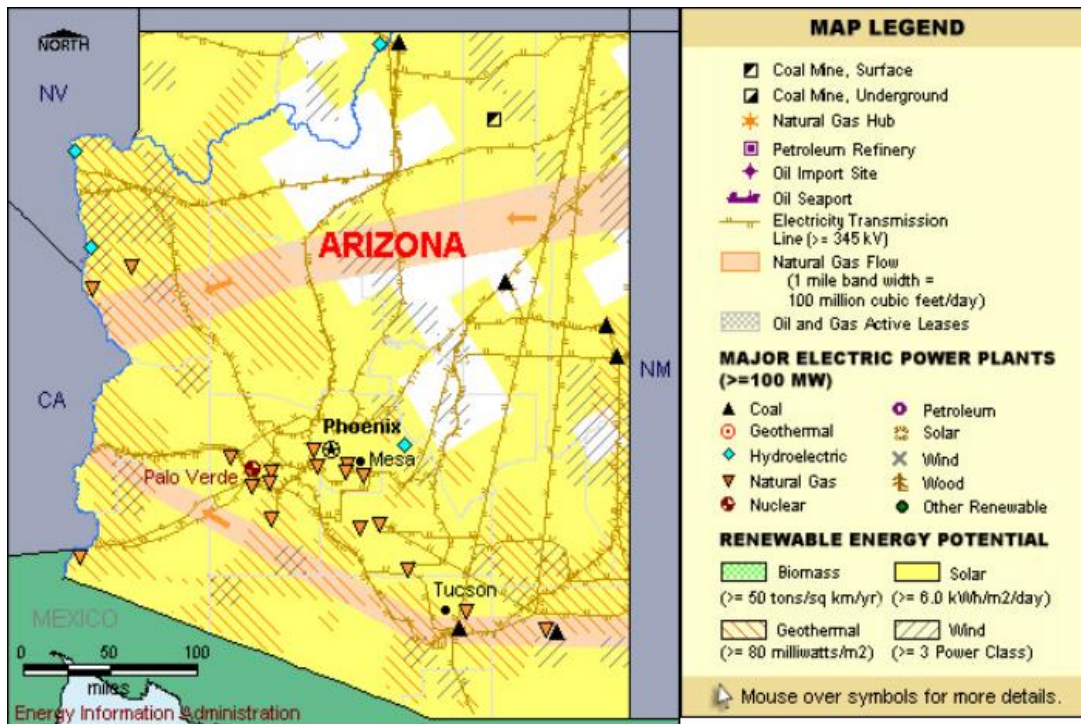 NORTH
NV
ARIZONA
NM
CA
Phoenix
Mesa
Palo Verde
Tucson
MEXICO
0 50 100
miles
Energy Information Administration
MAP LEGEND
Coal Mine, Surface
Coal Mine, Underground
Natural Gas Hub
Petroleum Refinery
Oil Import Site
Oil Seaport
Electricity Transmission
Line (>= 345 kV)
Natural Gas Flow
(1 mile band width =
100 million cubic feet/day)
Oil and Gas Active Leases
MAJOR ELECTRIC POWER PLANTS
(>=100 MW)
Coal
Petroleum
Geothermal
Solar
Hydroelectric
Wind
Natural Gas
Wood
Nuclear
Other Renewable
RENEWABLE ENERGY POTENTIAL
Biomass
(>= 50 tons/sq km/yr)
Solar
(>= 6.0 kWh/m2/day)
Geothermal
(>= 80 milliwatts/m2)
Wind
(>= 3 Power Class)
Mouse over symbols for more details.